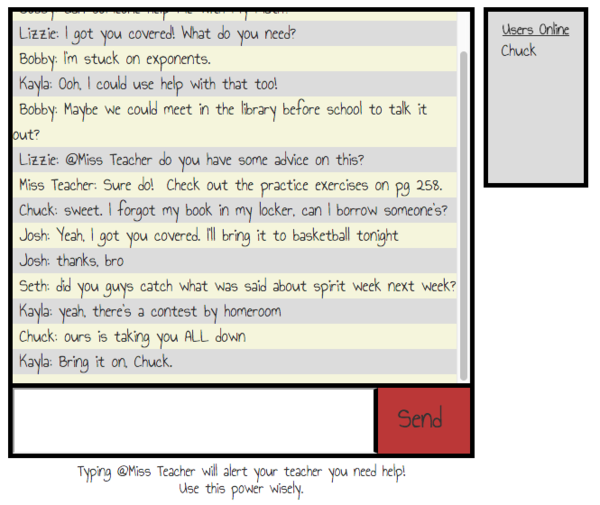 Lizzie: I got you covered! What do you need?
Bobby: I'm stuck on exponents.
Kayla: Ooh, I could use help with that too!
Bobby: Maybe we could meet in the library before school to talk it
out?
Lizzie: @Miss Teacher do you have some advice on this?
Miss Teacher: Sure do! Check out the practice exercises on pg 258.
Chuck: sweet. I forgot my book in my locker, can I borrow someone's?
Josh: Yeah, I got you covered. I'll bring it to basketball tonight
Josh: thanks, bro
Seth: did you guys catch what was said about spirit week next week?
Kayla: yeah, there's a contest by homeroom
Chuck: ours is taking you ALL down
Kayla: Bring it on, Chuck.
Send
Typing @Miss Teacher will alert your teacher you need help!
Use this power wisely.
Users Online
Chuck